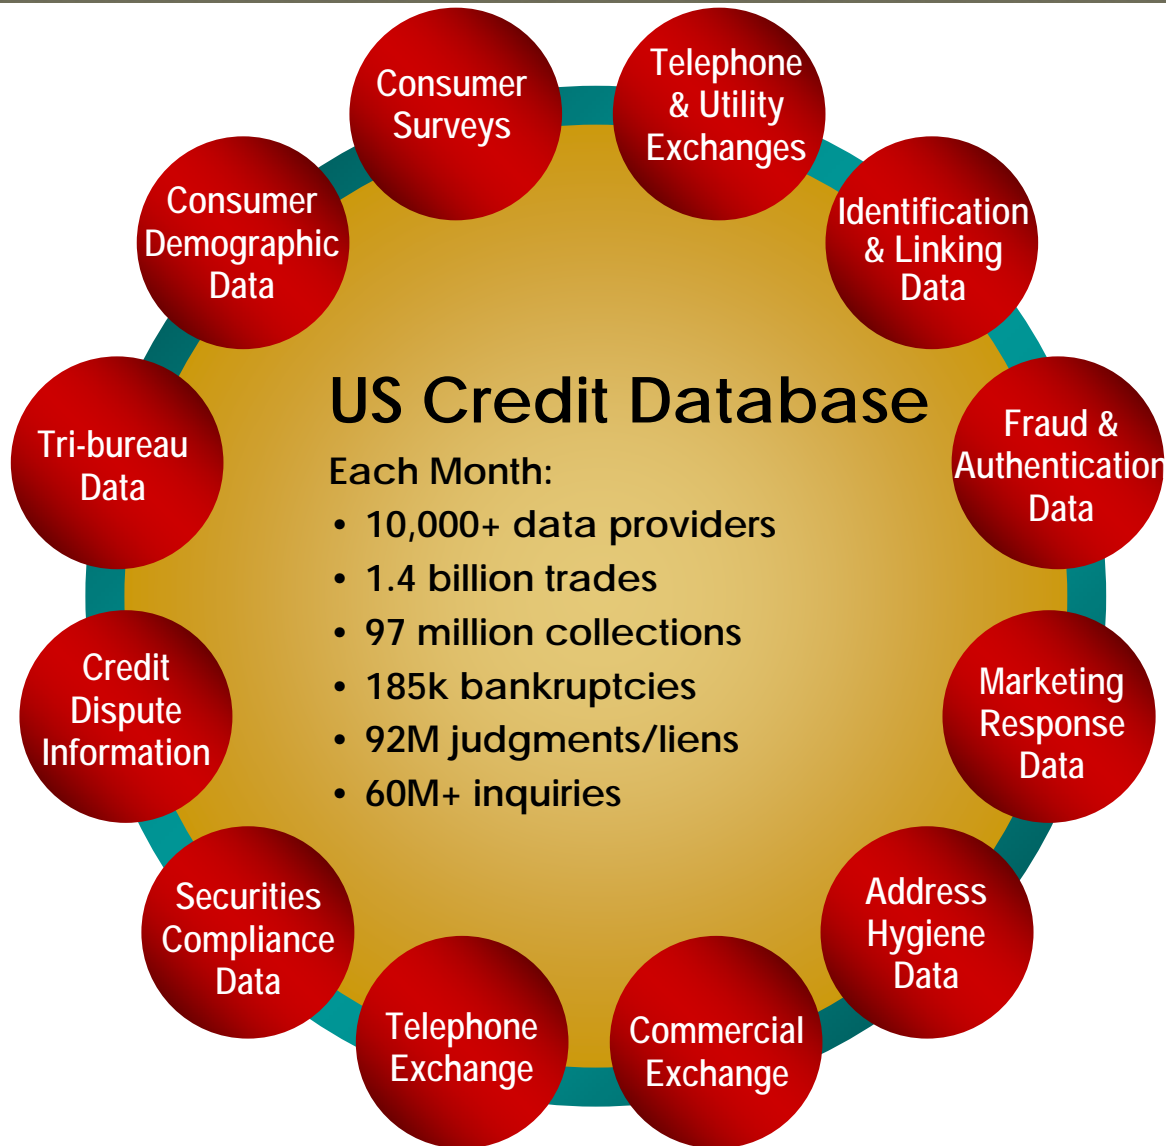 Consumer
Surveys
Telephone
& Utility
Exchanges
Identification
& Linking
Data
Fraud &
Authentication
Data
Marketing
Response
Data
Address
Hygiene
Data
Commercial
Exchange
Telephone
Exchange
Securities
Compliance
Data
Credit
Dispute
Information
Tri-bureau
Data
Consumer
Demographic
Data
US Credit Database
Each Month:
• 10,000+ data providers
• 1.4 billion trades
• 97 million collections
• 185k bankruptcies
• 92M judgments/liens
• 60M+ inquiries